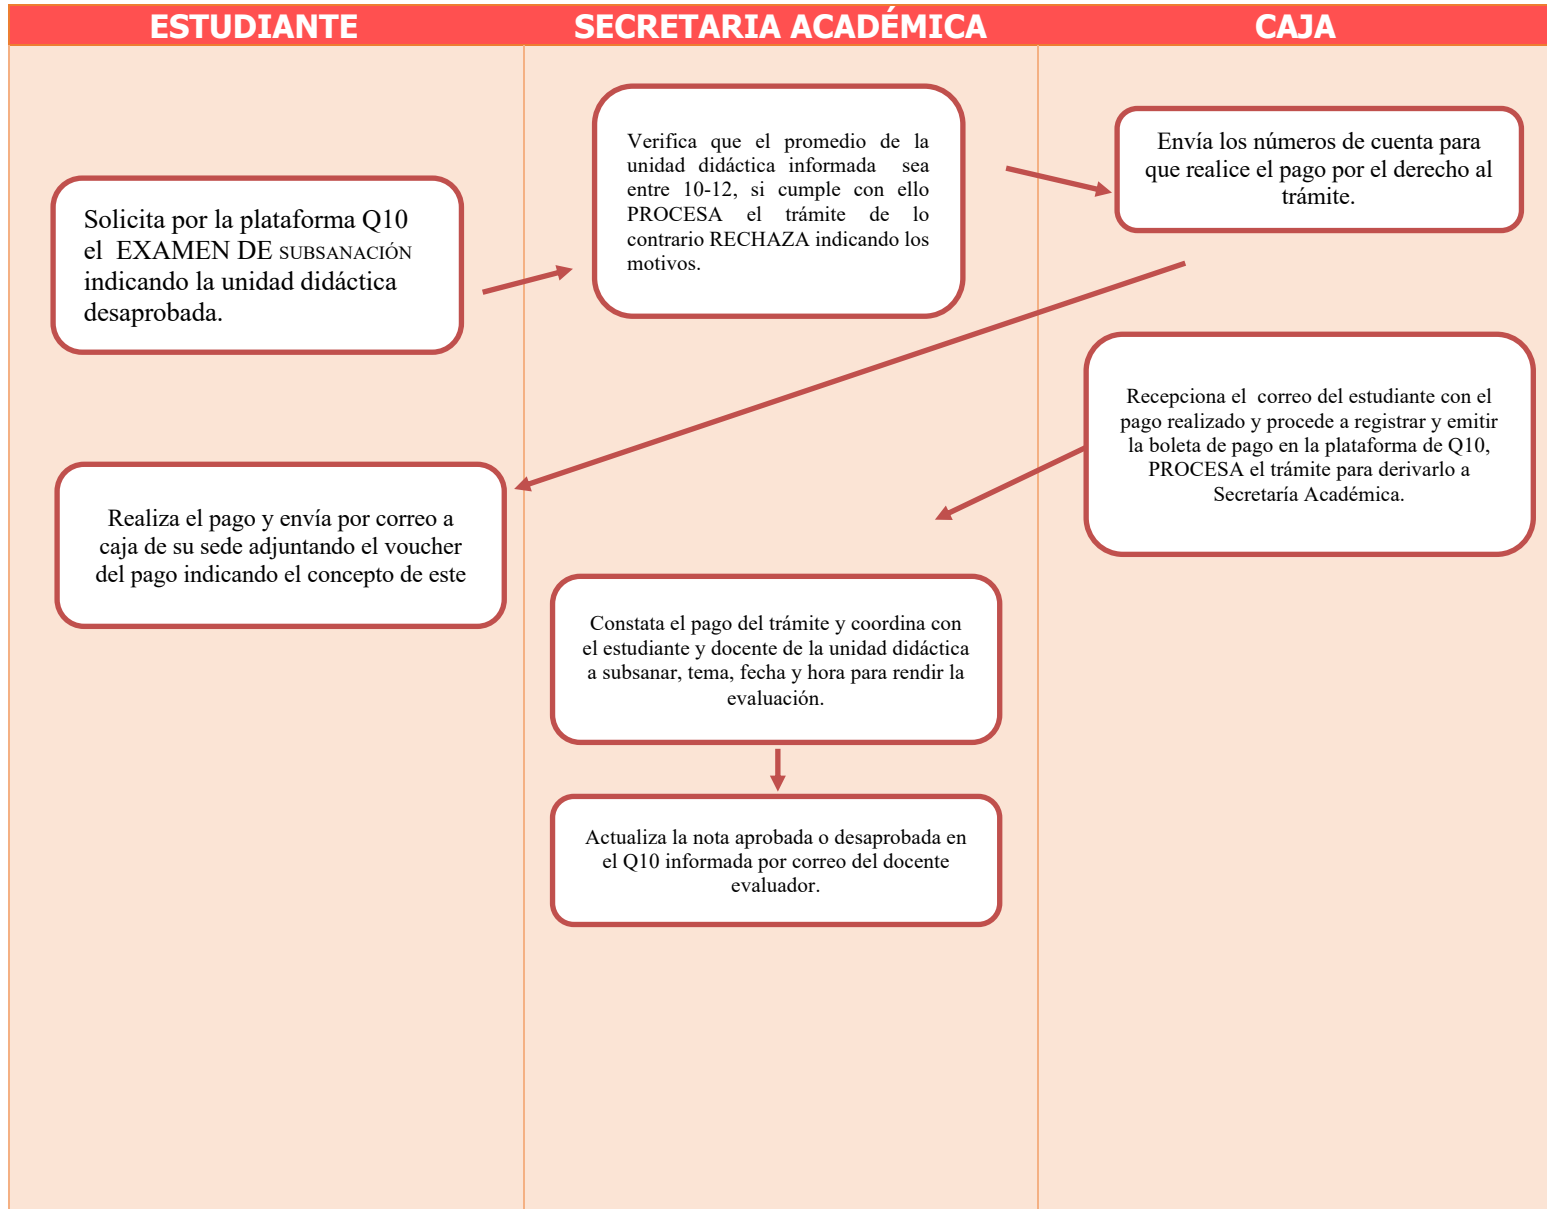 ESTUDIANTE
SECRETARIA ACADÉMICA
CAJA
Solicita por la plataforma Q10
el EXAMEN DE SUBSANACIÓN
indicando la unidad didáctica
desaprobada.
Verifica que el promedio de la
unidad didáctica informada sea
entre 10-12, si cumple con ello
PROCESA el trámite de lo
contrario RECHAZA indicando los
motivos.
Envía los números de cuenta para
que realice el pago por el derecho al
trámite.
Realiza el pago y envía por correo a
caja de su sede adjuntando el voucher
del pago indicando el concepto de este
Recepciona el correo del estudiante con el
pago realizado y procede a registrar y emitir
la boleta de pago en la plataforma de Q10,
PROCESA el trámite para derivarlo a
Secretaría Académica.
Constata el pago del trámite y coordina con
el estudiante y docente de la unidad didáctica
a subsanar, tema, fecha y hora para rendir la
evaluación.
Actualiza la nota aprobada o desaprobada en
el Q10 informada por correo del docente
evaluador.